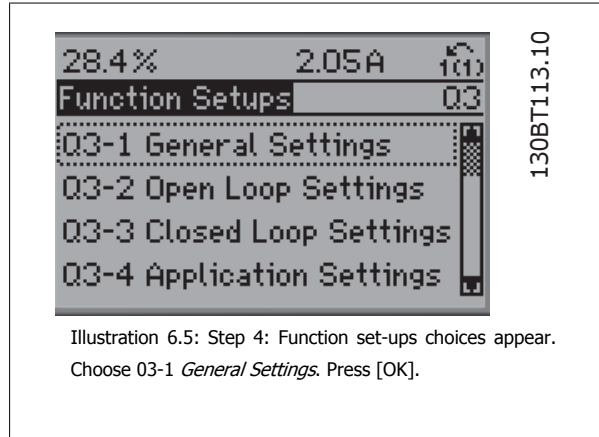 28.4% 2.05A 1(1)
Function Setups Q3
Q3-1 General Settings
Q3-2 Open Loop Settings
Q3-3 Closed Loop Settings
Q3-4 Application Settings
130BT113.10
Illustration 6.5: Step 4: Function set-ups choices appear.
Choose 03-1 General Settings. Press [OK].